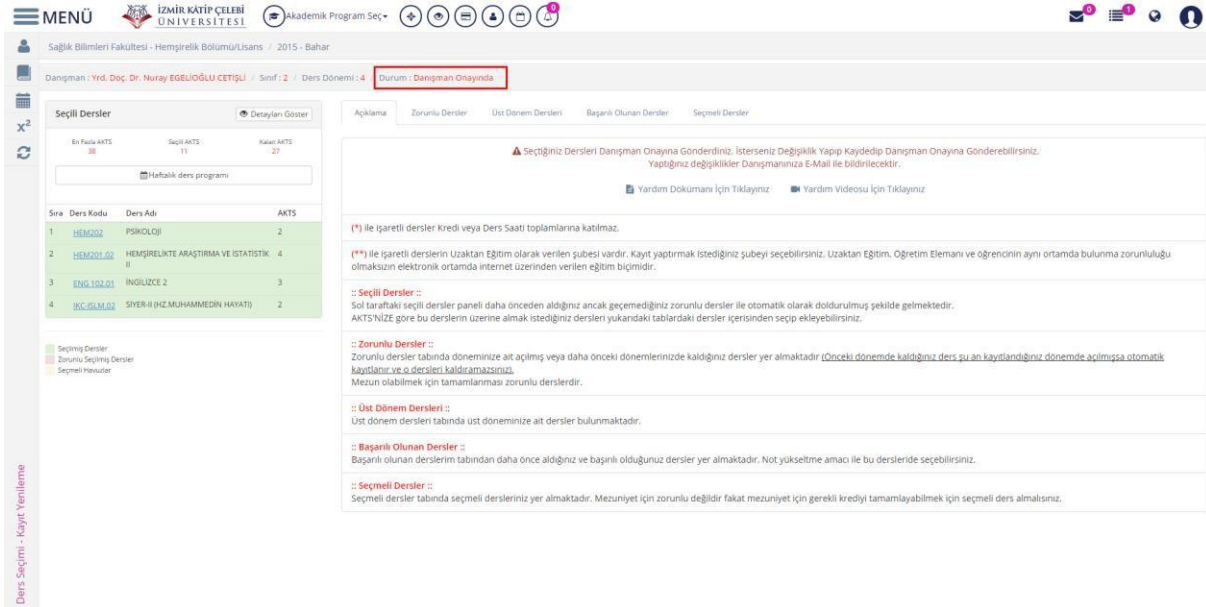 MENÜ
İZMİR KATİP ÇELEBİ
ÜNİVERSİTESİ
Akademik Program Seç
0
0
1
Sağlık Bilimleri Fakültesi - Hemşirelik Bölümü/Lisans / 2015 - Bahar
Danışman : Yrd. Doç. Dr. Nuray EGELİOĞLU CETİŞLİ / Sınıf : 2 / Ders Dönemi : 4 / Durum : Danışman Onayında
x²
Seçili Dersler
Detayları Göster
En Fazla AKTS Seçili AKTS Kalan AKTS
38 11 27
Haftalık ders programı
Sıra Ders Kodu Ders Adı AKTS
1 HEM202 PSİKOLOJİ 2
2 HEM201.02 HEMŞİRELİKTE ARAŞTIRMA VE İSTATİSTİK II 4
3 ENG 102.01 İNGİLİZCE 2 3
4 IKC-ISLM.02 SİYER-II (HZ.MUHAMMEDİN HAYATI) 2
Seçilmiş Dersler
Zorunlu Seçilmiş Dersler
Seçmeli Havuzlar
Ders Seçimi - Kayıt Yenileme
Açıklama Zorunlu Dersler Üst Dönem Dersleri Başarılı Olunan Dersler Seçmeli Dersler
Seçtiğiniz Dersleri Danışman Onayına Gönderdiniz. İsterseniz Değişiklik Yapıp Kaydedip Danışman Onayına Gönderebilirsiniz.
Yaptığınız değişiklikler Danışmanınıza E-Mail ile bildirilecektir.
Yardım Dökümanı İçin Tıklayınız Yardım Videosu İçin Tıklayınız
(*) ile işaretli dersler Kredi veya Ders Saati toplamlarına katılmaz.
(**) ile işaretli derslerin Uzaktan Eğitim olarak verilen şubesi vardır. Kayıt yaptırmak istediğiniz şubeyi seçebilirsiniz. Uzaktan Eğitim, Öğretim Elemanı ve öğrencinin aynı ortamda bulunma zorunluluğu
olmaksızın elektronik ortamda internet üzerinden verilen eğitim biçimidir.
:: Seçili Dersler ::
Sol taraftaki seçili dersler paneli daha önceden aldığınız ancak geçemediğiniz zorunlu dersler ile otomatik olarak doldurulmuş şekilde gelmektedir.
AKTS'NİZE göre bu derslerin üzerine almak istediğiniz dersleri yukarıdaki tablardaki dersler içerisinden seçip ekleyebilirsiniz.
:: Zorunlu Dersler ::
Zorunlu dersler tabında döneminize ait açılmış veya daha önceki dönemlerinizde kaldığınız dersler yer almaktadır (Önceki dönemde kaldığınız ders şu an kayıtlandığınız dönemde açılmışsa otomatik
kayıtlanır ve o dersleri kaldıramazsınız).
Mezun olabilmek için tamamlanması zorunlu derslerdir.
:: Üst Dönem Dersleri ::
Üst dönem dersleri tabında üst döneminize ait dersler bulunmaktadır.
:: Başarılı Olunan Dersler ::
Başarılı olunan derslerim tabından daha önce aldığınız ve başarılı olduğunuz dersler yer almaktadır. Not yükseltme amacı ile bu dersleride seçebilirsiniz.
:: Seçmeli Dersler ::
Seçmeli dersler tabında seçmeli dersleriniz yer almaktadır. Mezuniyet için zorunlu değildir fakat mezuniyet için gerekli krediyi tamamlayabilmek için seçmeli ders almalısınız.